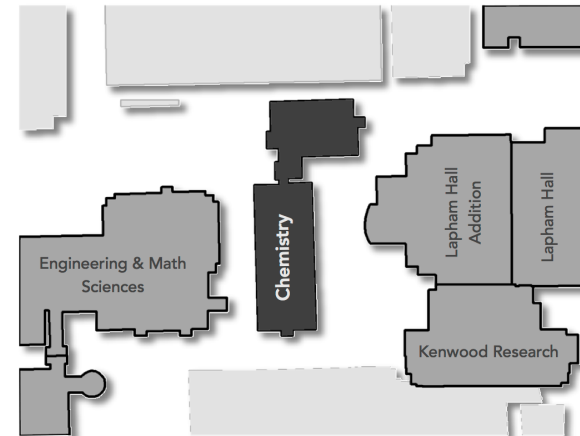 Engineering & Math
Sciences
Chemistry
Lapham Hall
Addition
Lapham Hall
Kenwood Research